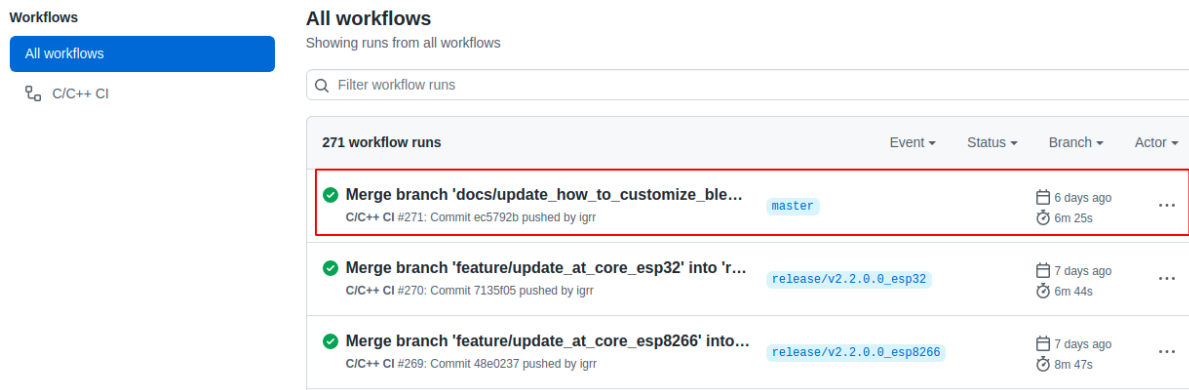 Workflows
All workflows
C/C++ CI
All workflows
Showing runs from all workflows
Filter workflow runs
271 workflow runs Event Status Branch Actor
Merge branch 'docs/update_how_to_customize_ble...
C/C++ CI #271: Commit ec5792b pushed by igrr
master
6 days ago
6m 25s
Merge branch 'feature/update_at_core_esp32' into 'r...
C/C++ CI #270: Commit 7135f05 pushed by igrr
release/v2.2.0.0_esp32
7 days ago
6m 44s
Merge branch 'feature/update_at_core_esp8266' into...
C/C++ CI #269: Commit 48e0237 pushed by igrr
release/v2.2.0.0_esp8266
7 days ago
8m 47s